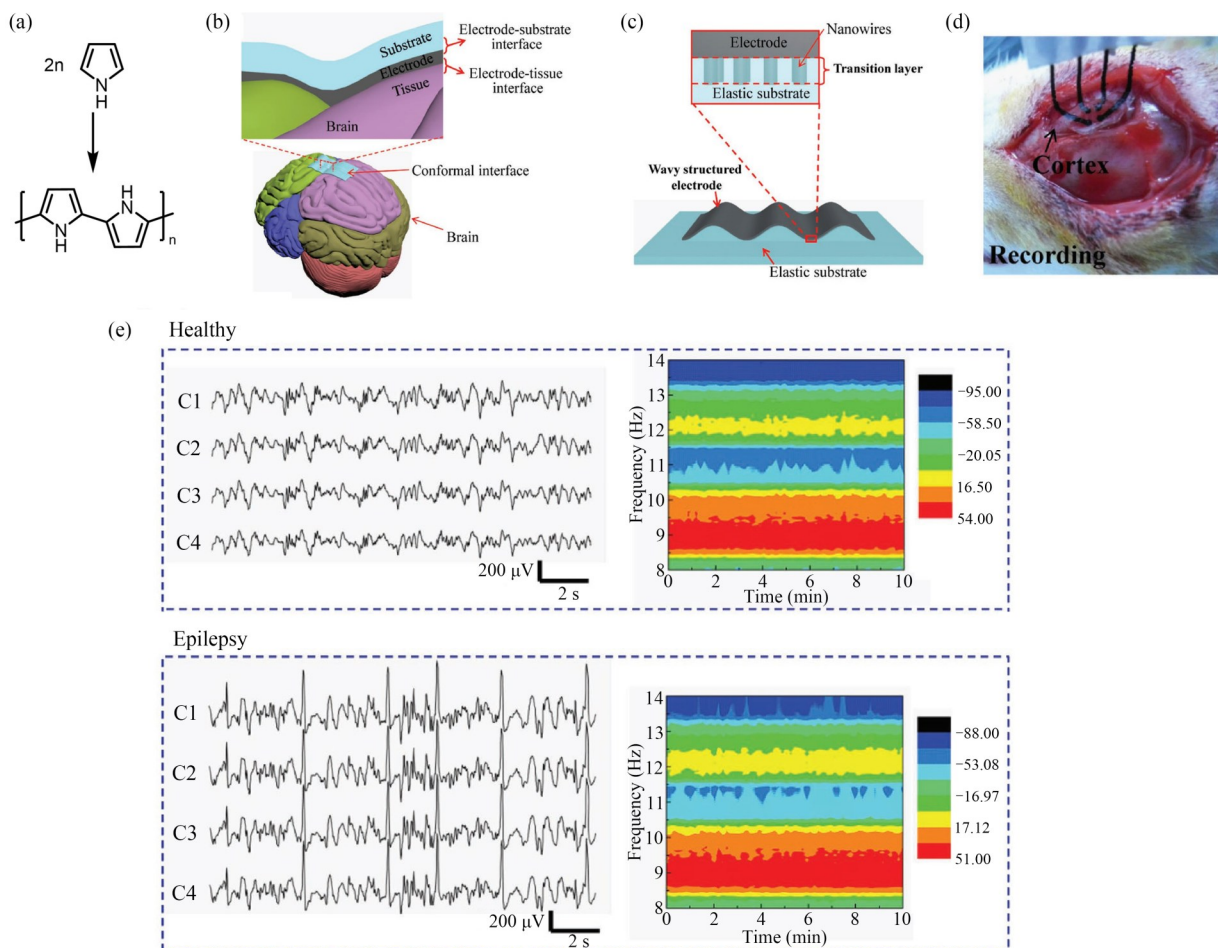 (a)
2n
N
H
H
N
N
H
n
(b)
Substrate
Electrode
Tissue
Brain
Electrode-substrate
interface
Electrode-tissue
interface
Conformal interface
Brain
(c)
Nanowires
Electrode
Transition layer
Elastic substrate
Wavy structured
electrode
Elastic substrate
(d)
Cortex
Recording
(e)
Healthy
C1
C2
C3
C4
200 μV
2 s
Frequency (Hz)
14
13
12
11
10
9
8
0 2 4 6 8 10
Time (min)
−95.00
−58.50
−20.05
16.50
54.00
Epilepsy
C1
C2
C3
C4
200 μV
2 s
Frequency (Hz)
14
13
12
11
10
9
8
0 2 4 6 8 10
Time (min)
−88.00
−53.08
−16.97
17.12
51.00